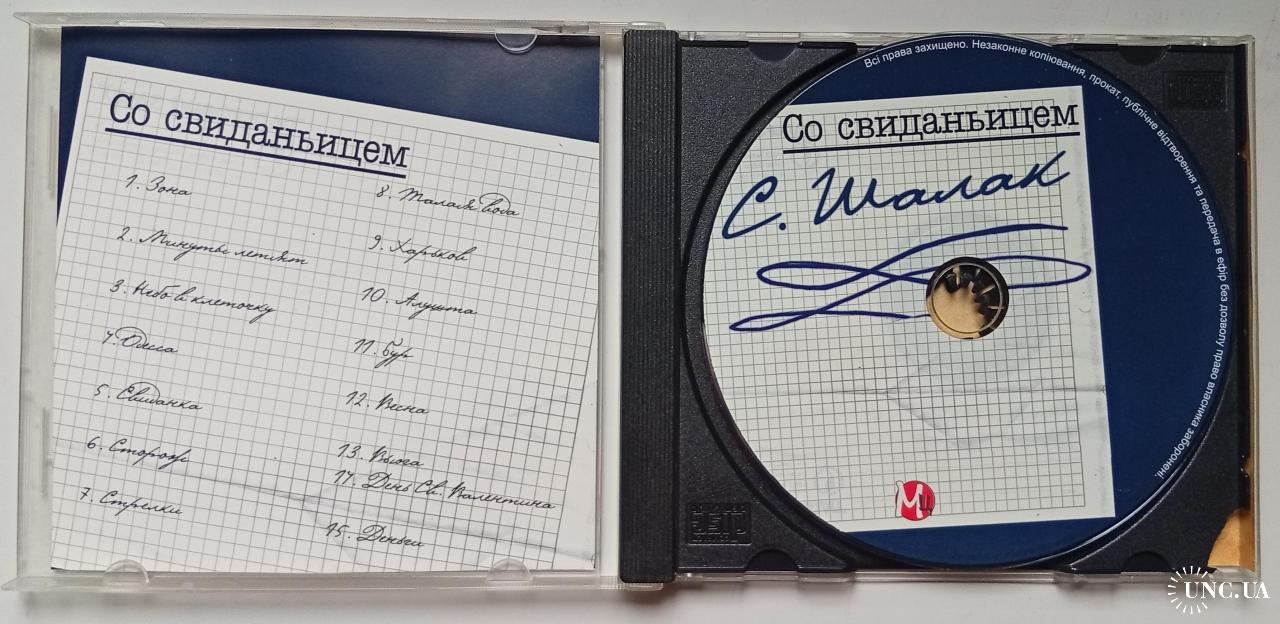 Со свиданьицем
1. Зона
2. Минуты летят
3. Небо в клеточку
4. Одесса
5. Свиданка
6. Сторож
7. Стрелки
8. Талая вода
9. Харьков
10. Алушта
11. Бур
12. Весна
13. Вьюга
14. День Св. Валентина
15. Деньги
Всі права захищено. Незаконне копіювання, прокат, публічне відтворення та передача в ефір без дозволу право власника заборонені.
Со свиданьицем
С. Шалак
UNC.UA